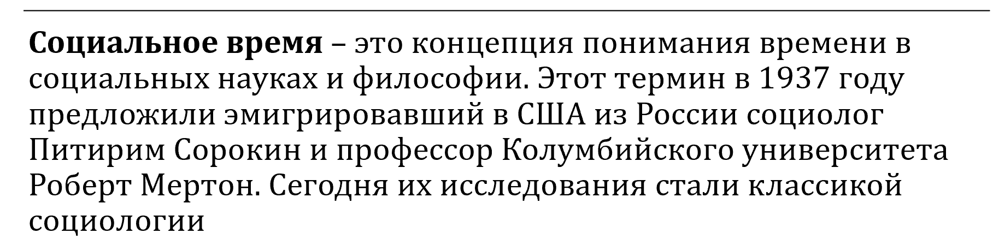 Социальное время – это концепция понимания времени в
социальных науках и философии. Этот термин в 1937 году
предложили эмигрировавший в США из России социолог
Питирим Сорокин и профессор Колумбийского университета
Роберт Мертон. Сегодня их исследования стали классикой
социологии